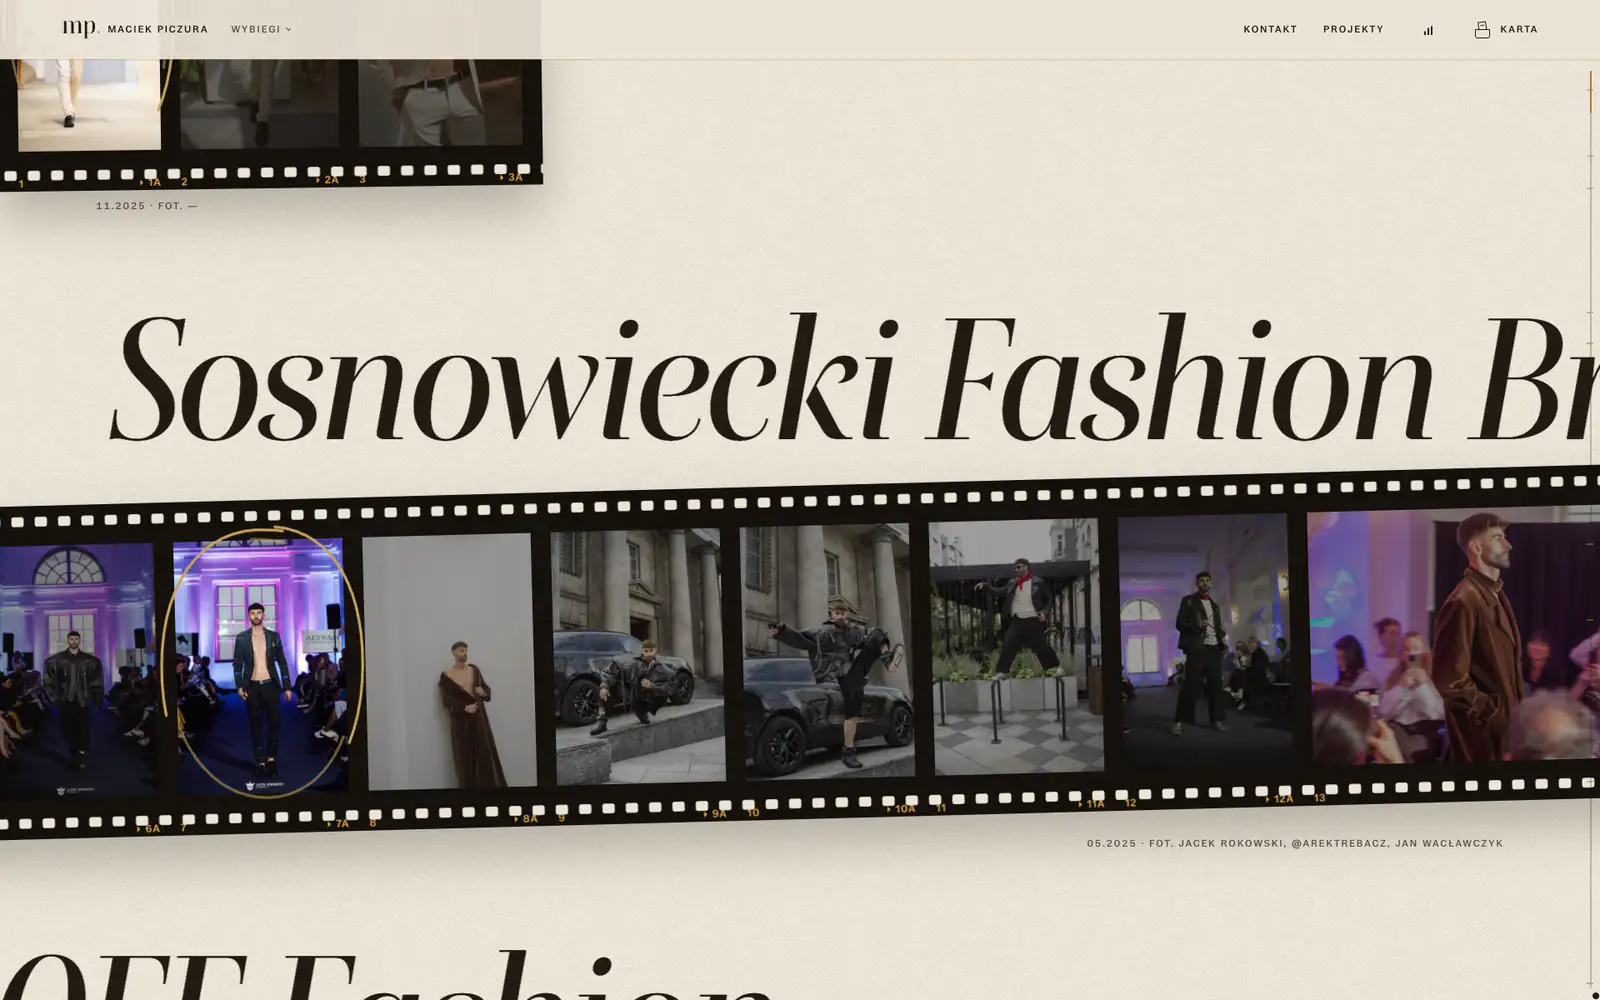 mp. MACIEK PICZURA WYBIEGI KONTAKT PROJEKTY KARTA
1 1A 2 2A 3 3A
11.2025 · FOT. —
Sosnowiecki Fashion Br
6A 7 7A 8 8A 9 9A 10 10A 11 11A 12 12A 13
05.2025 · FOT. JACEK ROKOWSKI, @AREKTREBACZ, JAN WACŁAWCZYK
OFF Fashion